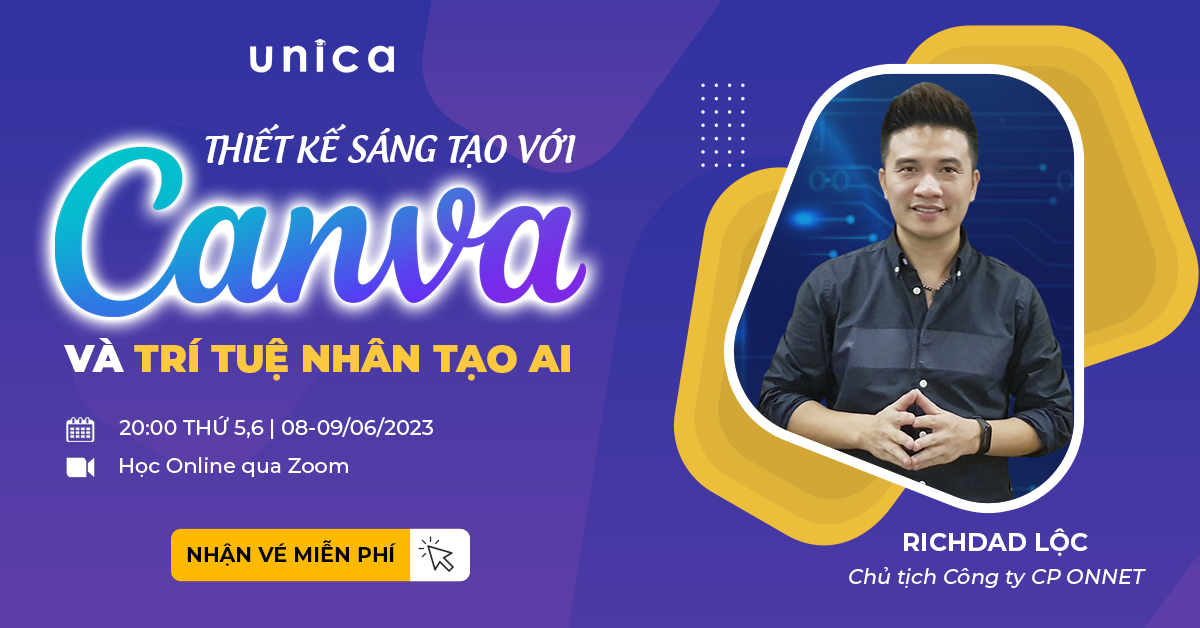 unica
THIẾT KẾ SÁNG TẠO VỚI
Canva
VÀ TRÍ TUỆ NHÂN TẠO AI
20:00 THỨ 5,6 | 08-09/06/2023
Học Online qua Zoom
NHẬN VÉ MIỄN PHÍ
RICHDAD LỘC
Chủ tịch Công ty CP ONNET